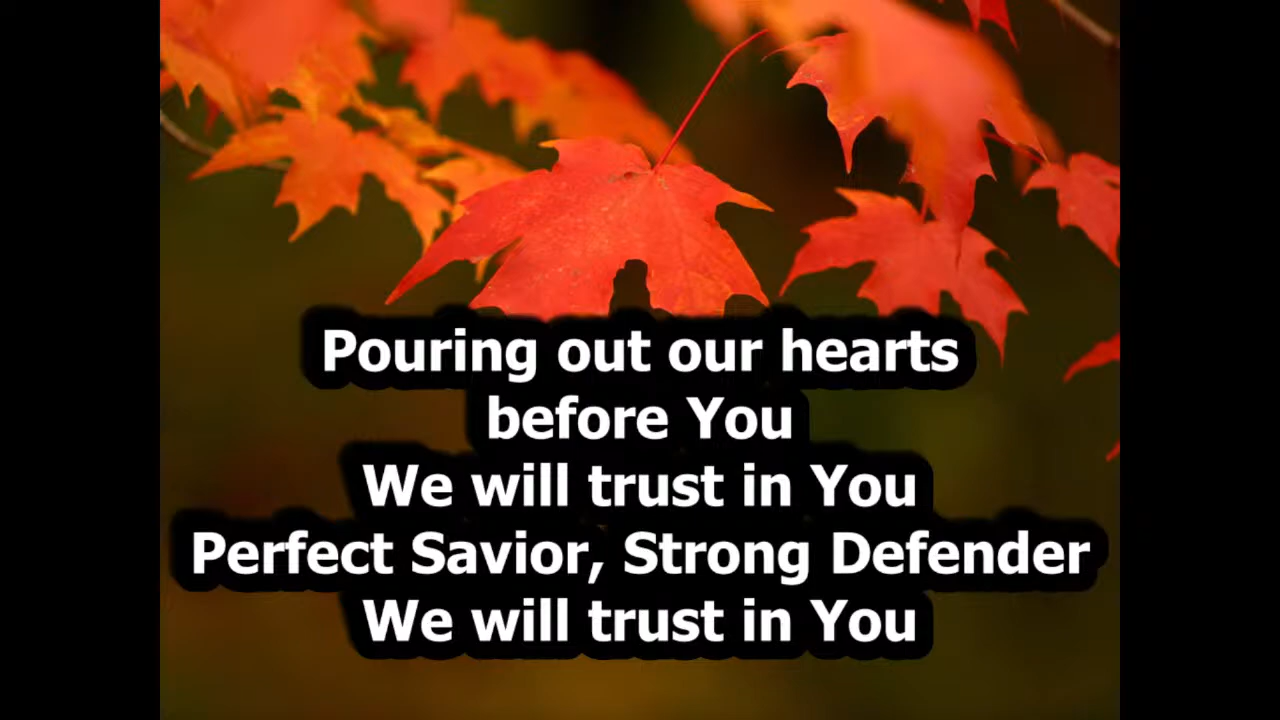 Pouring out our hearts
before You
We will trust in You
Perfect Savior, Strong Defender
We will trust in You